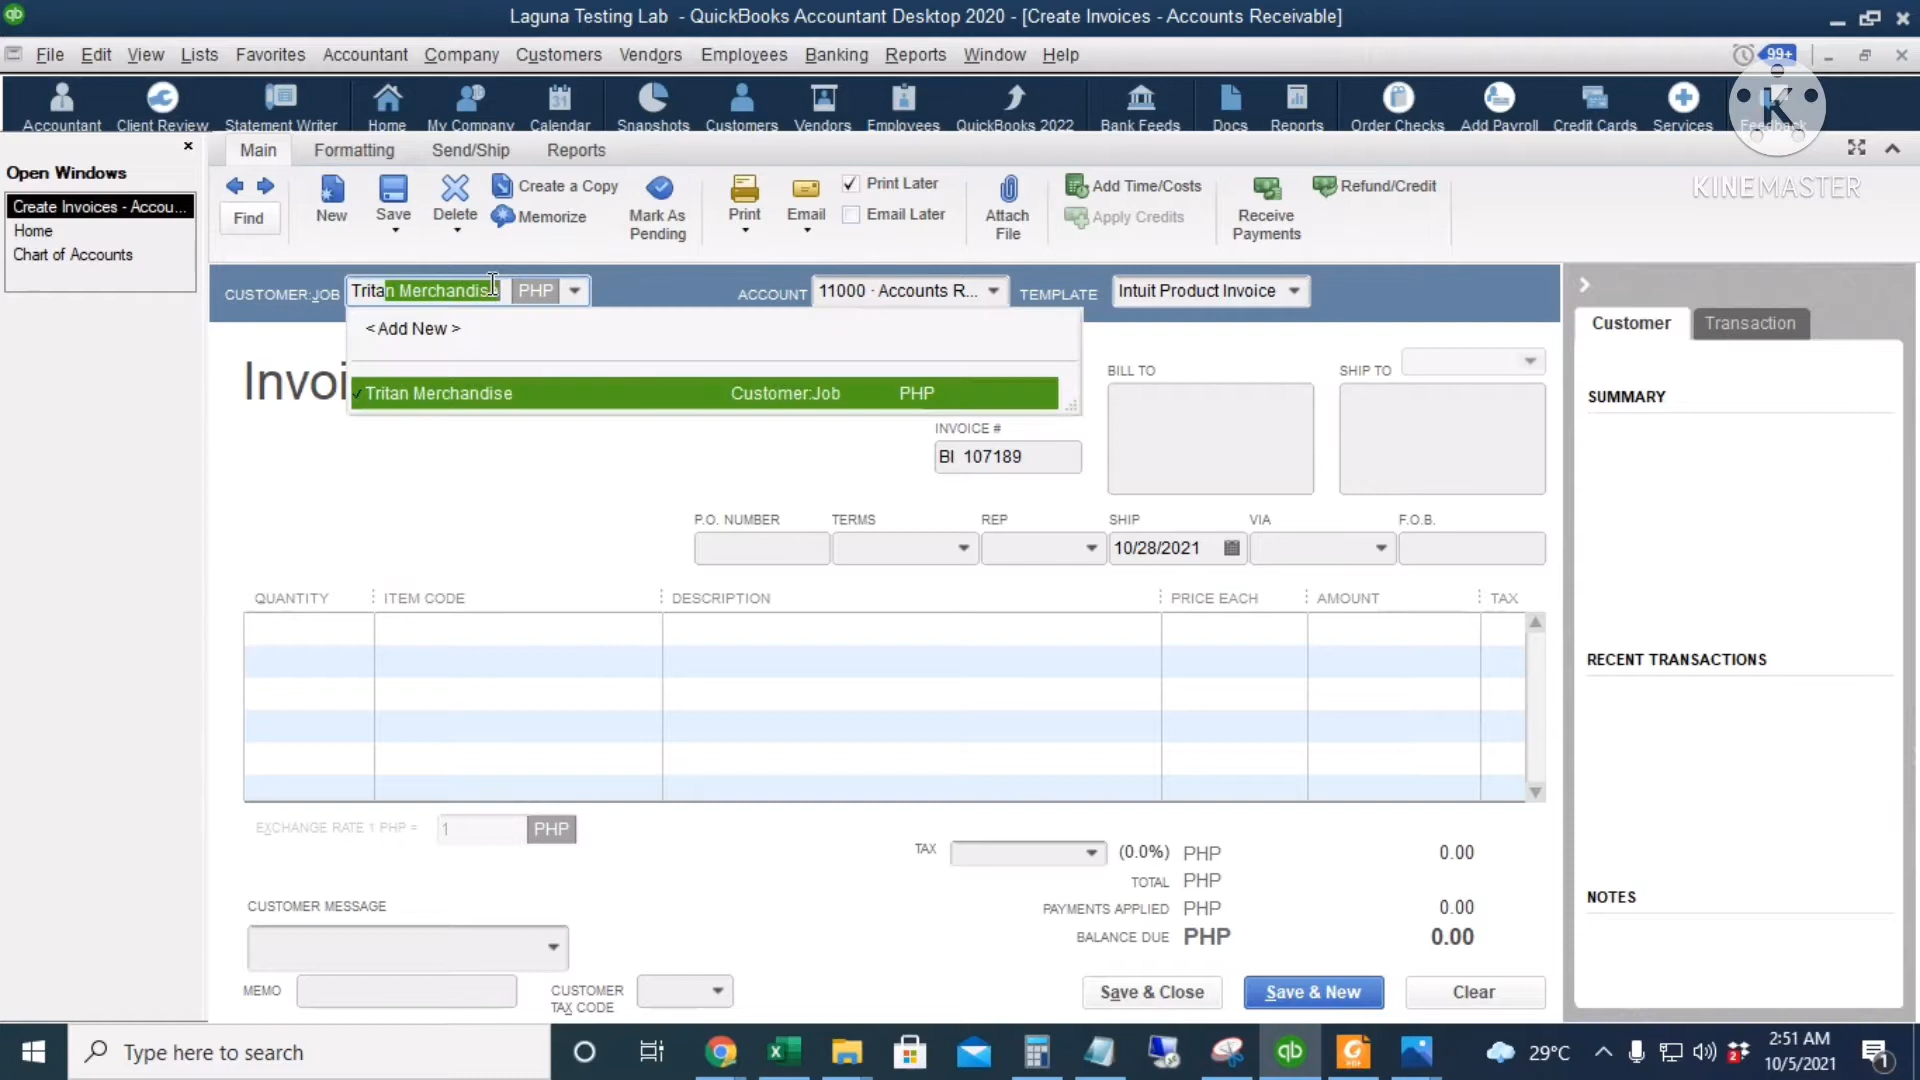 Laguna Testing Lab - QuickBooks Accountant Desktop 2020 - [Create Invoices - Accounts Receivable]
File Edit View Lists Favorites Accountant Company Customers Vendors Employees Banking Reports Window Help
99+
Accountant Client Review Statement Writer Home My Company Calendar Snapshots Customers Vendors Employees QuickBooks 2022 Bank Feeds Docs Reports Order Checks Add Payroll Credit Cards Services Feedback
KINEMASTER
Open Windows
Create Invoices - Accou...
Home
Chart of Accounts
Main Formatting Send/Ship Reports
Find
New
Save
Delete
Create a Copy
Memorize
Mark As
Pending
Print
Email
Print Later
Email Later
Attach
File
Add Time/Costs
Apply Credits
Receive
Payments
Refund/Credit
CUSTOMER:JOB Tritan Merchandise PHP ACCOUNT 11000 · Accounts R... TEMPLATE Intuit Product Invoice
< Add New >
Tritan Merchandise Customer:Job PHP
Invoi
INVOICE #
BI 107189
BILL TO
SHIP TO
P.O. NUMBER TERMS REP SHIP VIA F.O.B.
10/28/2021
QUANTITY ITEM CODE DESCRIPTION PRICE EACH AMOUNT TAX
EXCHANGE RATE 1 PHP = 1 PHP
TAX (0.0%) PHP 0.00
TOTAL PHP
PAYMENTS APPLIED PHP 0.00
BALANCE DUE PHP 0.00
CUSTOMER MESSAGE
MEMO
CUSTOMER
TAX CODE
Save & Close Save & New Clear
Customer Transaction
SUMMARY
RECENT TRANSACTIONS
NOTES
Type here to search
29°C
2:51 AM
10/5/2021
1